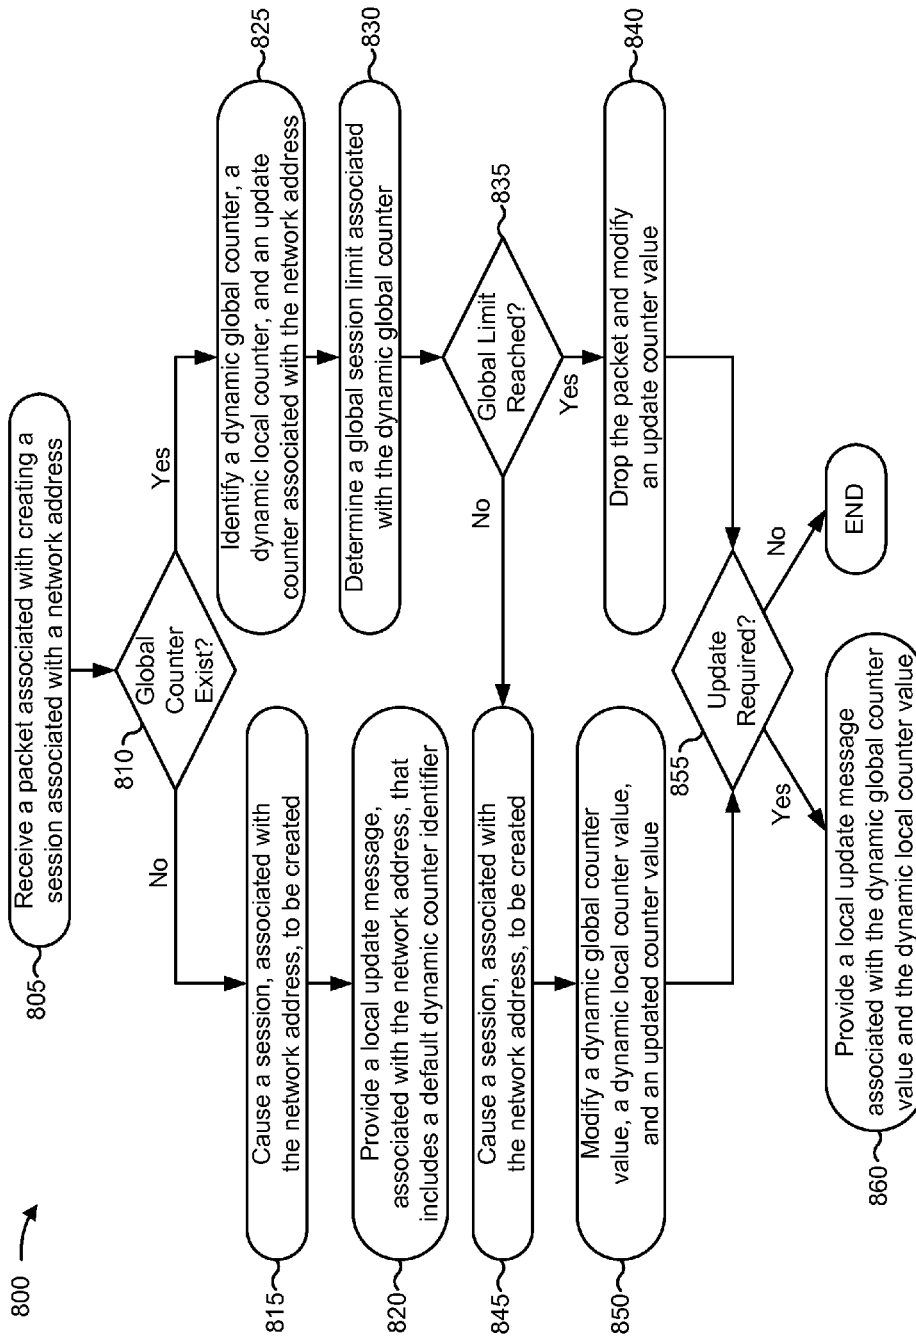 800
Receive a packet associated with creating a
session associated with a network address
805
Global
Counter
Exist?
810
No
Yes
Cause a session, associated with
the network address, to be created
815
Provide a local update message,
associated with the network address, that
includes a default dynamic counter identifier
820
Identify a dynamic global counter, a
dynamic local counter, and an update
counter associated with the network address
825
Determine a global session limit associated
with the dynamic global counter
830
Global Limit
Reached?
835
No
Yes
Drop the packet and modify
an update counter value
840
Cause a session, associated with
the network address, to be created
845
Modify a dynamic global counter
value, a dynamic local counter value,
and an updated counter value
850
Update
Required?
855
Yes
No
Provide a local update message
associated with the dynamic global counter
value and the dynamic local counter value
860
END